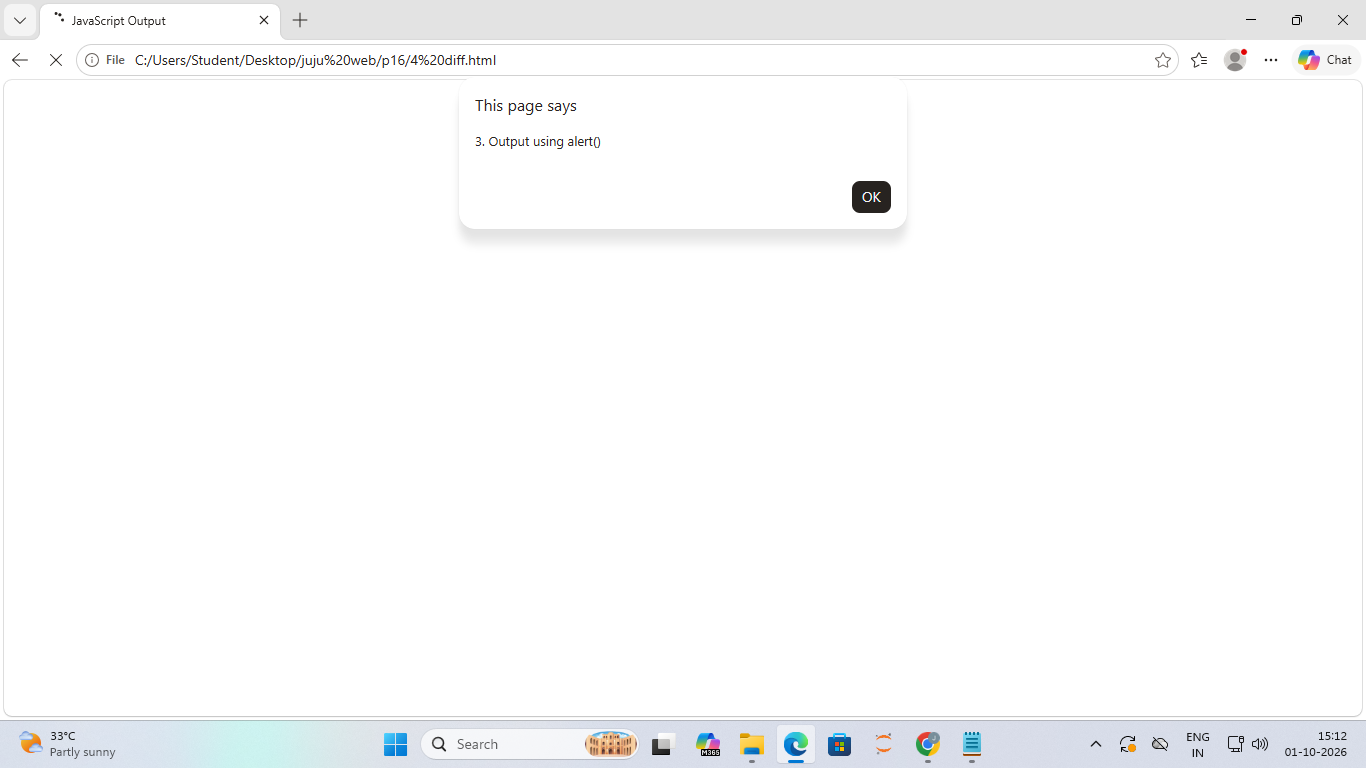 JavaScript Output
File C:/Users/Student/Desktop/juju%20web/p16/4%20diff.html
Chat
This page says
3. Output using alert()
OK
33°C
Partly sunny
Search
M365
ENG
IN
15:12
01-10-2026